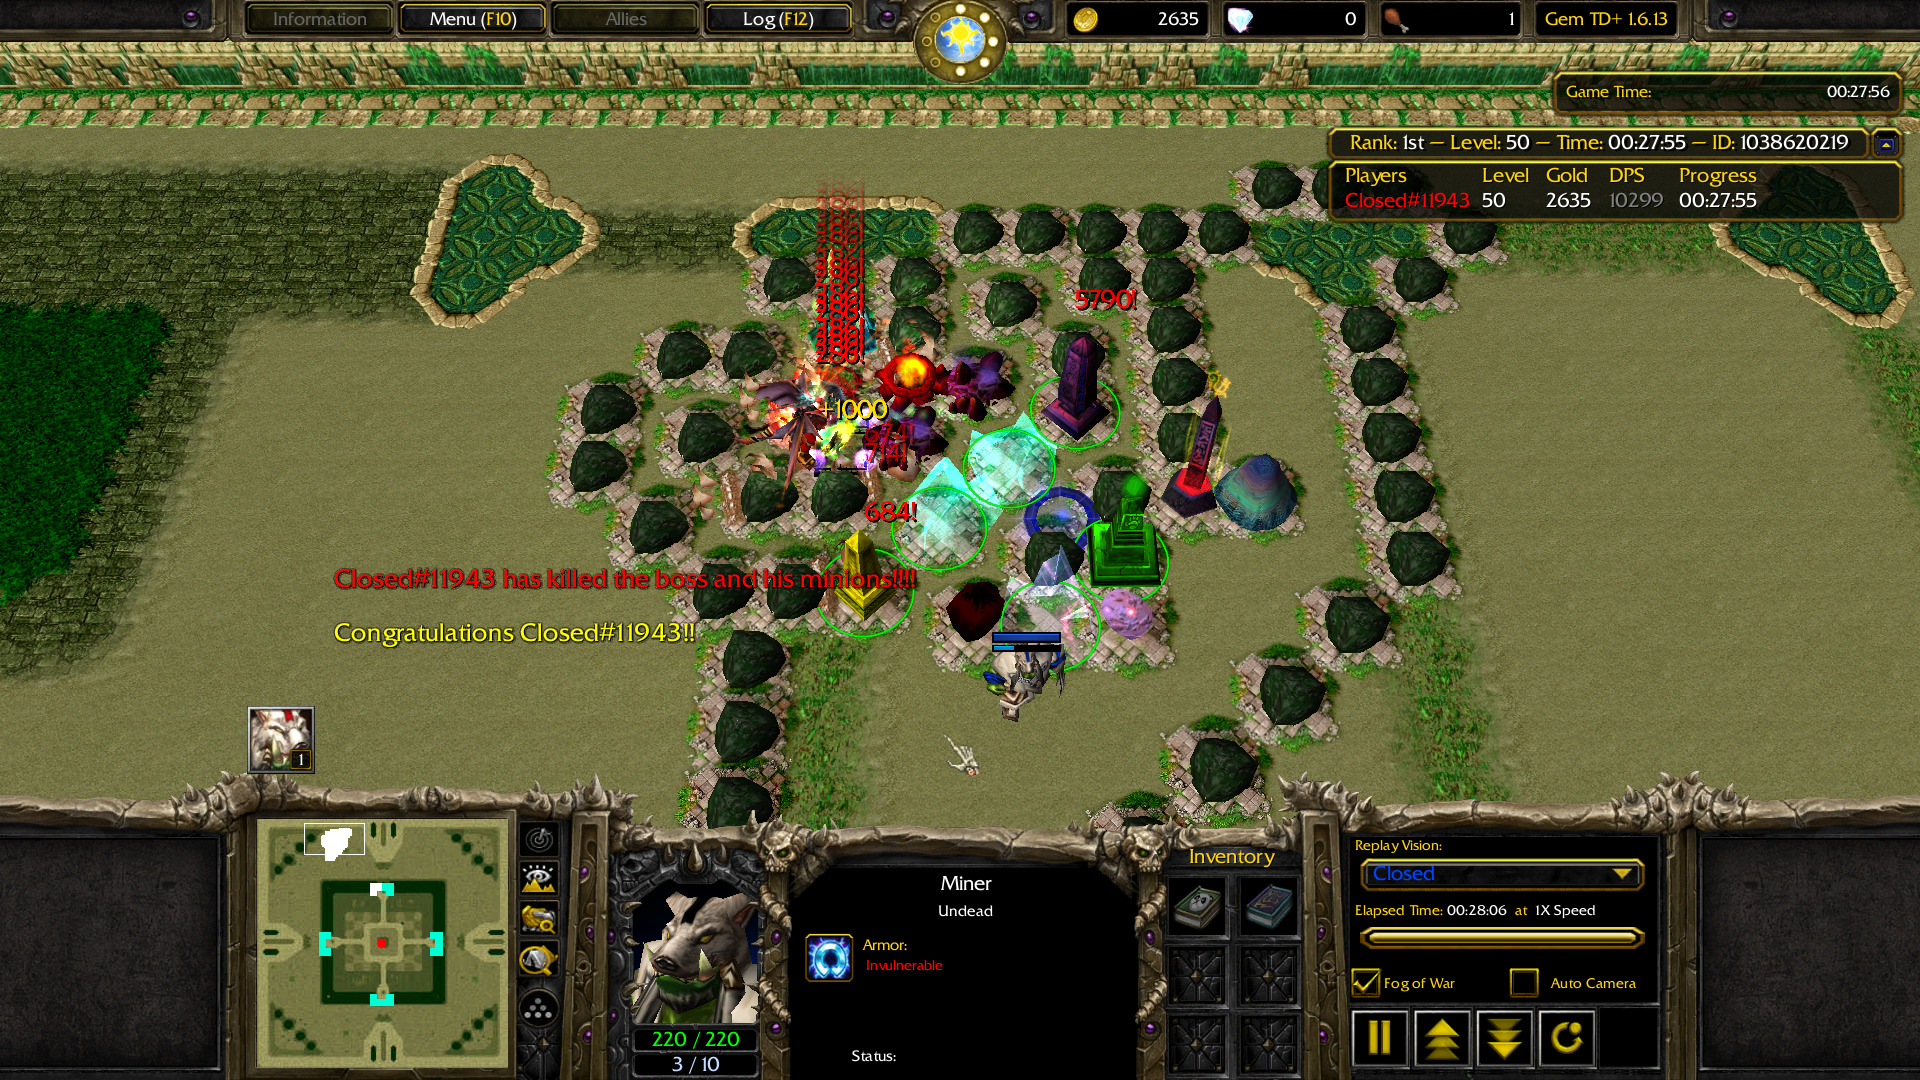 Information
Menu (F10)
Allies
Log (F12)
2635
0
1
Gem TD+ 1.6.13
Game Time: 00:27:56
Rank: 1st – Level: 50 – Time: 00:27:55 – ID: 1038620219
Players Level Gold DPS Progress
Closed#11943 50 2635 10299 00:27:55
5790!
+1000
684!
Closed#11943 has killed the boss and his minions!!!!
Congratulations Closed#11943!!
1
Miner
Undead
Armor:
Invulnerable
Status:
220 / 220
3 / 10
Inventory
Replay Vision:
Closed
Elapsed Time: 00:28:06 at 1X Speed
Fog of War
Auto Camera